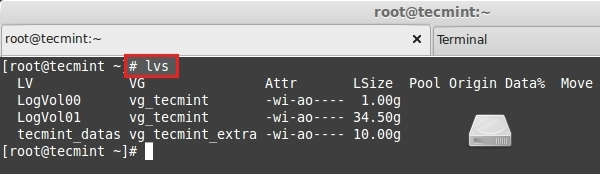 root@tecmint:~
root@tecmint:~ × Terminal
[root@tecmint ~]# lvs
  LV           VG               Attr      LSize  Pool Origin Data%  Move
  LogVol00     vg_tecmint       -wi-ao----  1.00g
  LogVol01     vg_tecmint       -wi-ao---- 34.50g
  tecmint_datas vg_tecmint_extra -wi-ao---- 10.00g
[root@tecmint ~]#